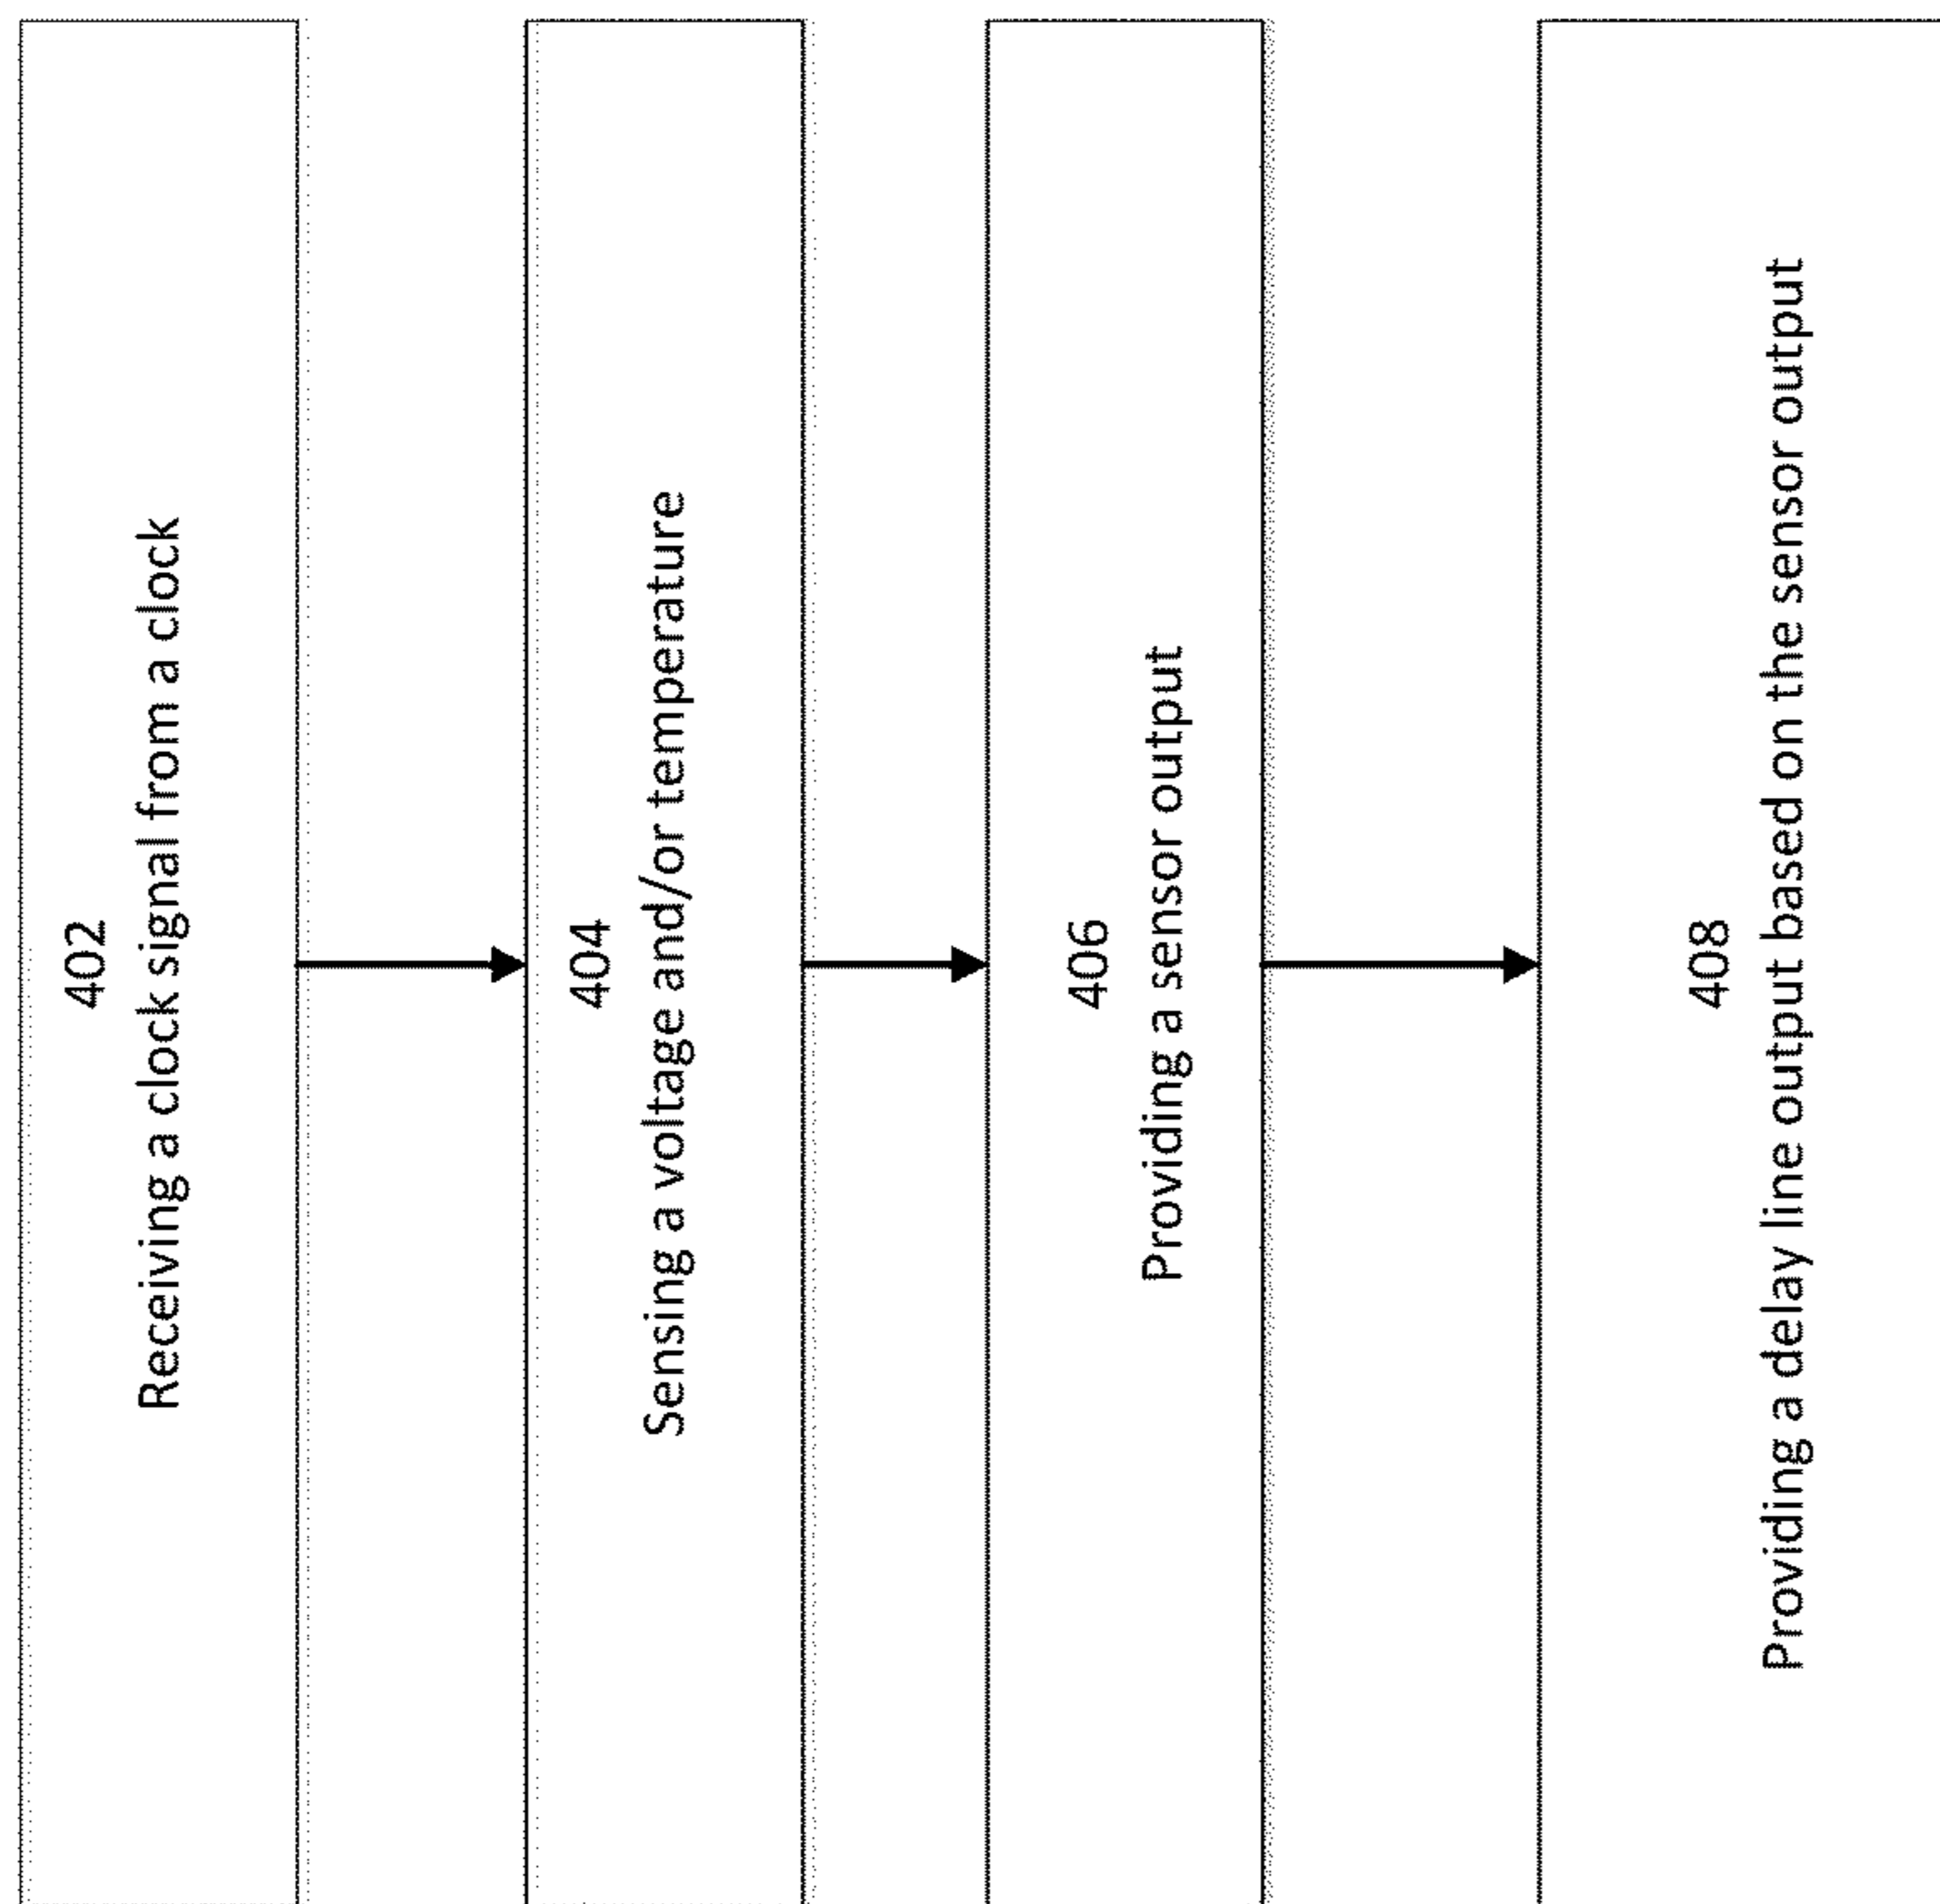 402
Receiving a clock signal from a clock
404
Sensing a voltage and/or temperature
406
Providing a sensor output
408
Providing a delay line output based on the sensor output